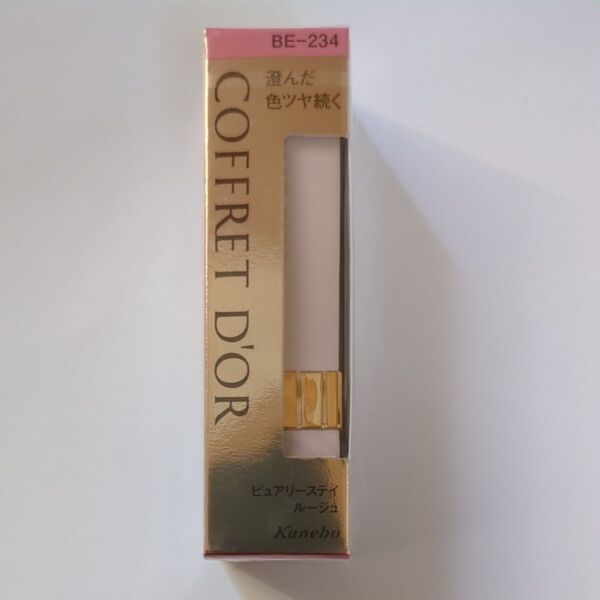 BE-234
澄んだ
色ツヤ続く
COFFRET D'OR
ピュアリーステイ
ルージュ
Kanebo